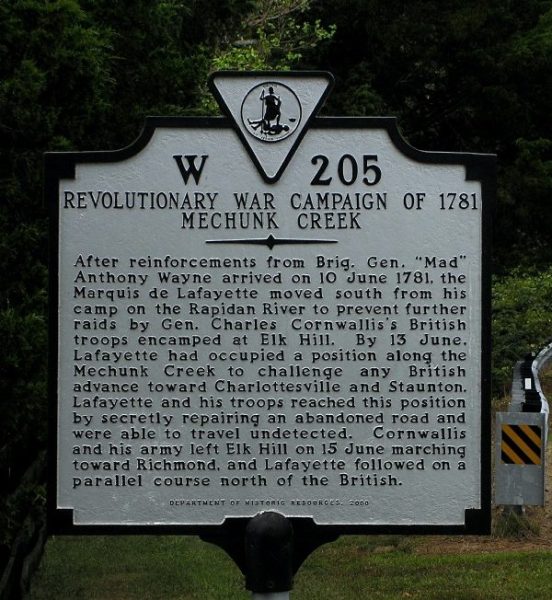 W 205
REVOLUTIONARY WAR CAMPAIGN OF 1781
MECHUNK CREEK
After reinforcements from Brig. Gen. "Mad"
Anthony Wayne arrived on 10 June 1781, the
Marquis de Lafayette moved south from his
camp on the Rapidan River to prevent further
raids by Gen. Charles Cornwallis's British
troops encamped at Elk Hill. By 13 June,
Lafayette had occupied a position along the
Mechunk Creek to challenge any British
advance toward Charlottesville and Staunton.
Lafayette and his troops reached this position
by secretly repairing an abandoned road and
were able to travel undetected. Cornwallis
and his army left Elk Hill on 15 June marching
toward Richmond, and Lafayette followed on a
parallel course north of the British.
DEPARTMENT OF HISTORIC RESOURCES, 2000